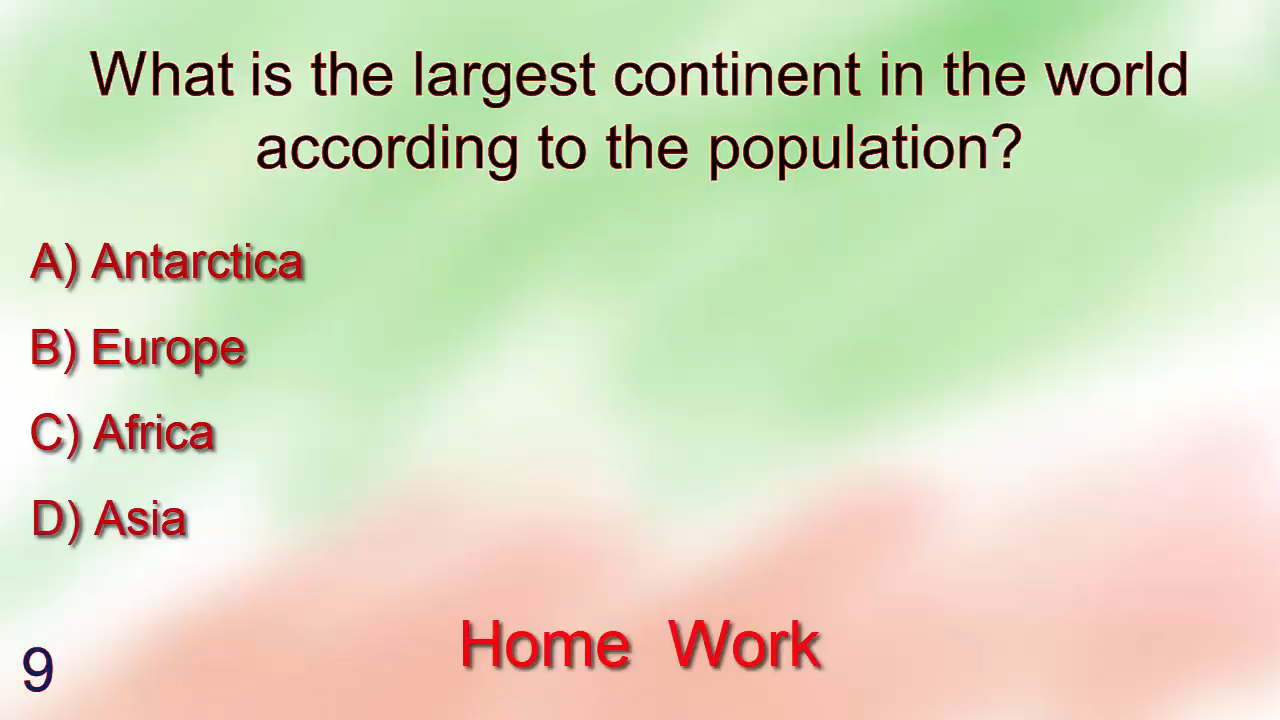 What is the largest continent in the world
according to the population?
A) Antarctica
B) Europe
C) Africa
D) Asia
Home Work
9